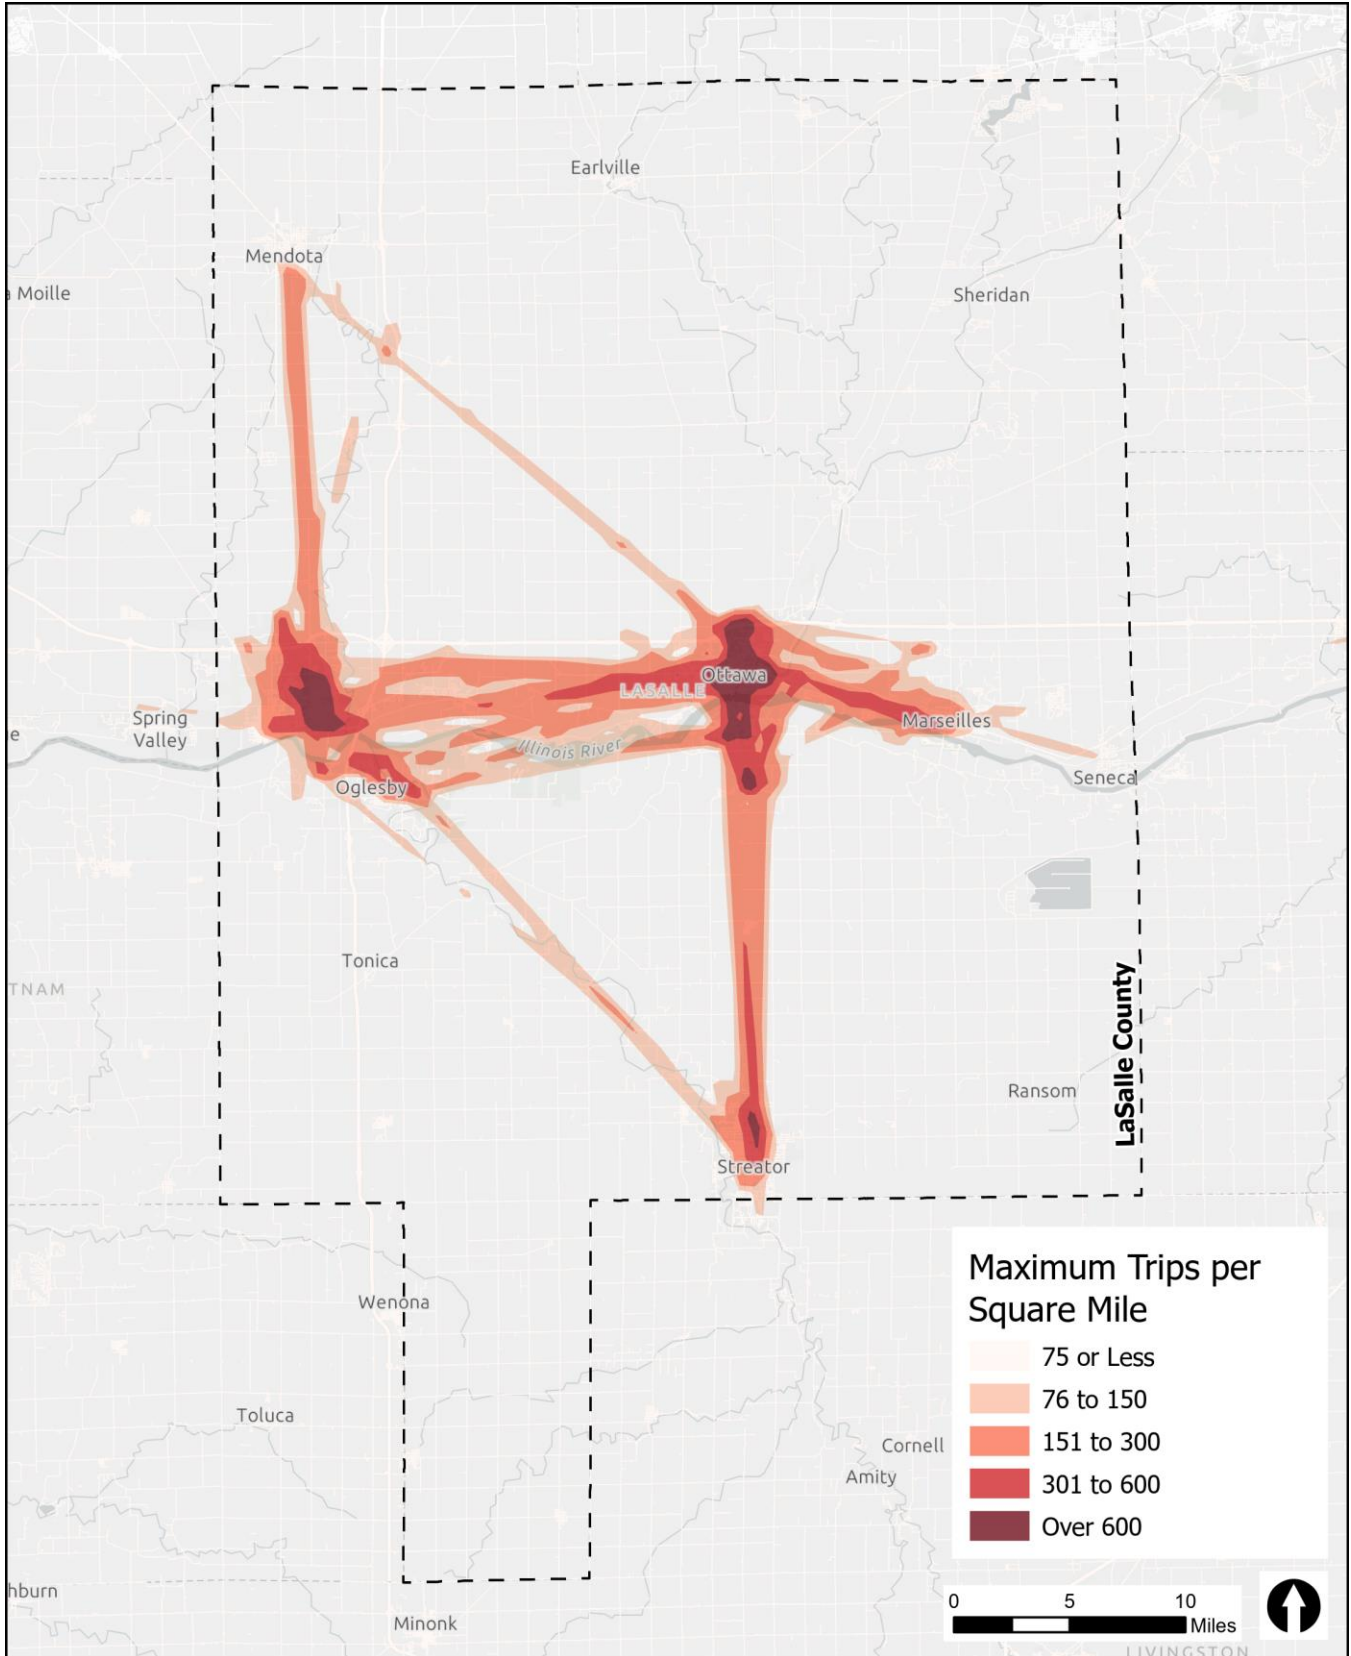 Earlville
Mendota
a Moille
Sheridan
Ottawa
LASALLE
Spring
Valley
Marseilles
e
Illinois River
Seneca
Oglesby
Tonica
TNAM
LaSalle County
Ransom
Streator
Wenona
Toluca
Cornell
Amity
hburn
Minonk
LIVINGSTON
Maximum Trips per
Square Mile
75 or Less
76 to 150
151 to 300
301 to 600
Over 600
0 5 10
Miles